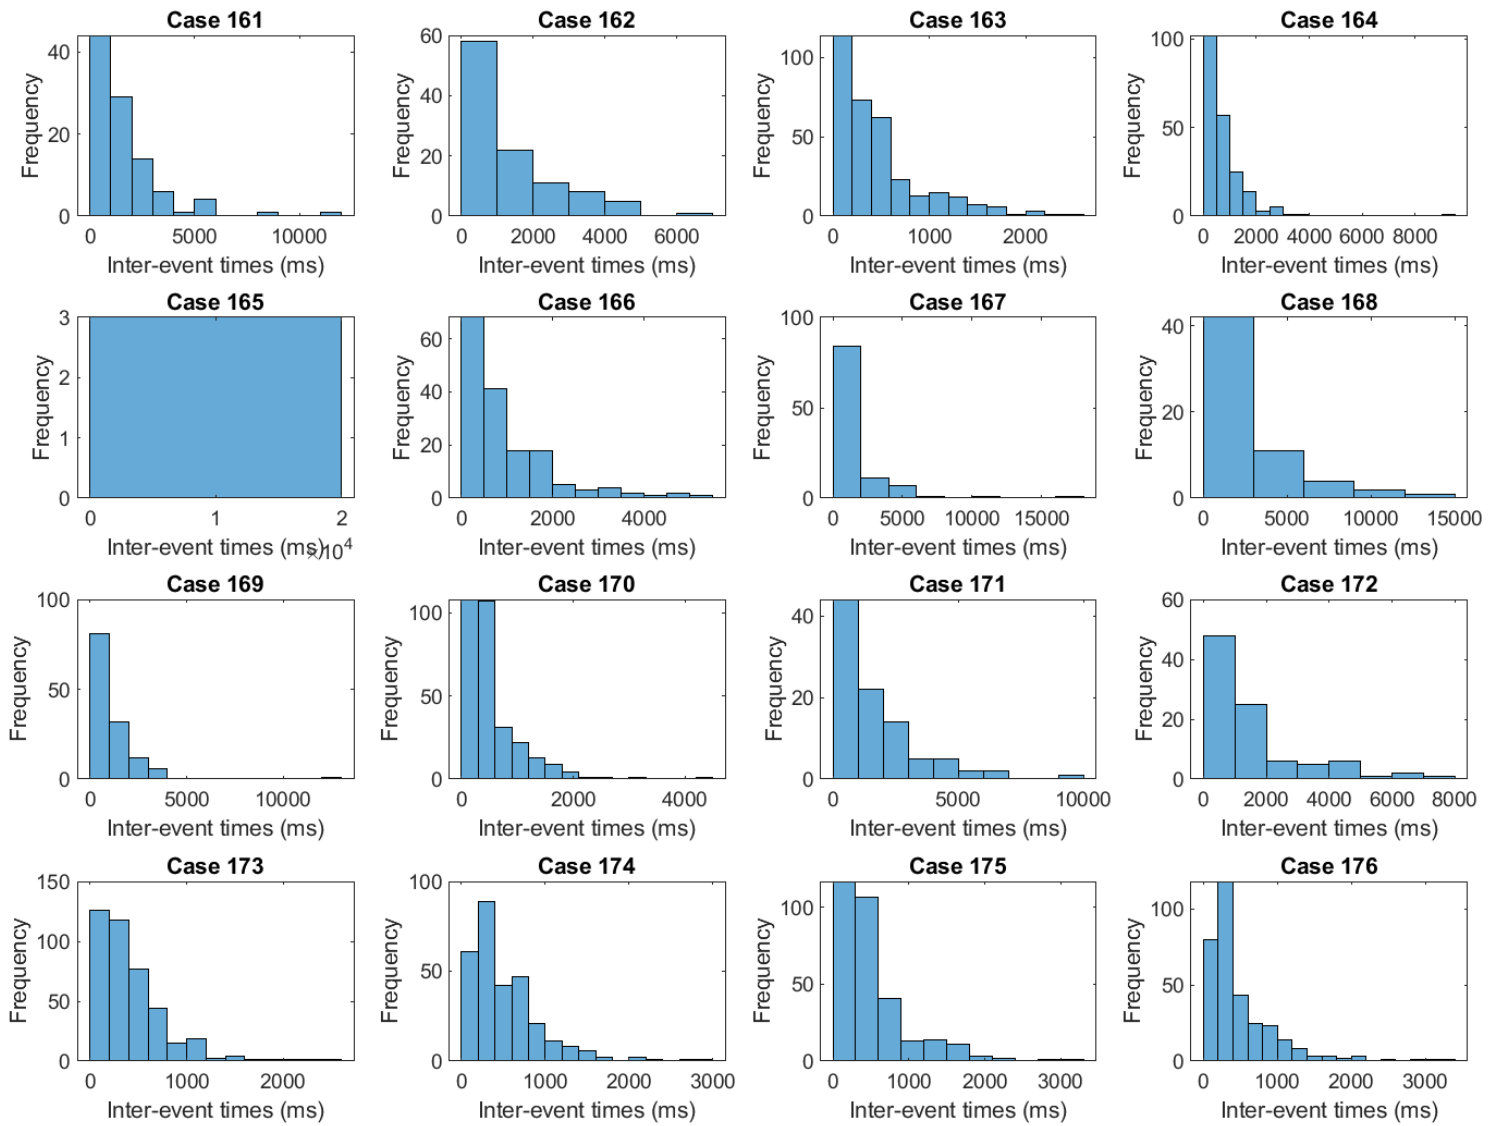 Case 161
Case 162
Case 163
Case 164
40
20
0
Frequency
0 5000 10000
Inter-event times (ms)
60
40
20
0
Frequency
0 2000 4000 6000
Inter-event times (ms)
100
50
0
Frequency
0 1000 2000
Inter-event times (ms)
100
50
0
Frequency
0 2000 4000 6000 8000
Inter-event times (ms)
Case 165
Case 166
Case 167
Case 168
3
2
1
0
Frequency
0 1 2
Inter-event times (ms)
×10⁴
60
40
20
0
Frequency
0 2000 4000
Inter-event times (ms)
100
50
0
Frequency
0 5000 10000 15000
Inter-event times (ms)
40
20
0
Frequency
0 5000 10000 15000
Inter-event times (ms)
Case 169
Case 170
Case 171
Case 172
100
50
0
Frequency
0 5000 10000
Inter-event times (ms)
100
50
0
Frequency
0 2000 4000
Inter-event times (ms)
40
20
0
Frequency
0 5000 10000
Inter-event times (ms)
60
40
20
0
Frequency
0 2000 4000 6000 8000
Inter-event times (ms)
Case 173
Case 174
Case 175
Case 176
150
100
50
0
Frequency
0 1000 2000
Inter-event times (ms)
100
50
0
Frequency
0 1000 2000 3000
Inter-event times (ms)
100
50
0
Frequency
0 1000 2000 3000
Inter-event times (ms)
100
50
0
Frequency
0 1000 2000 3000
Inter-event times (ms)